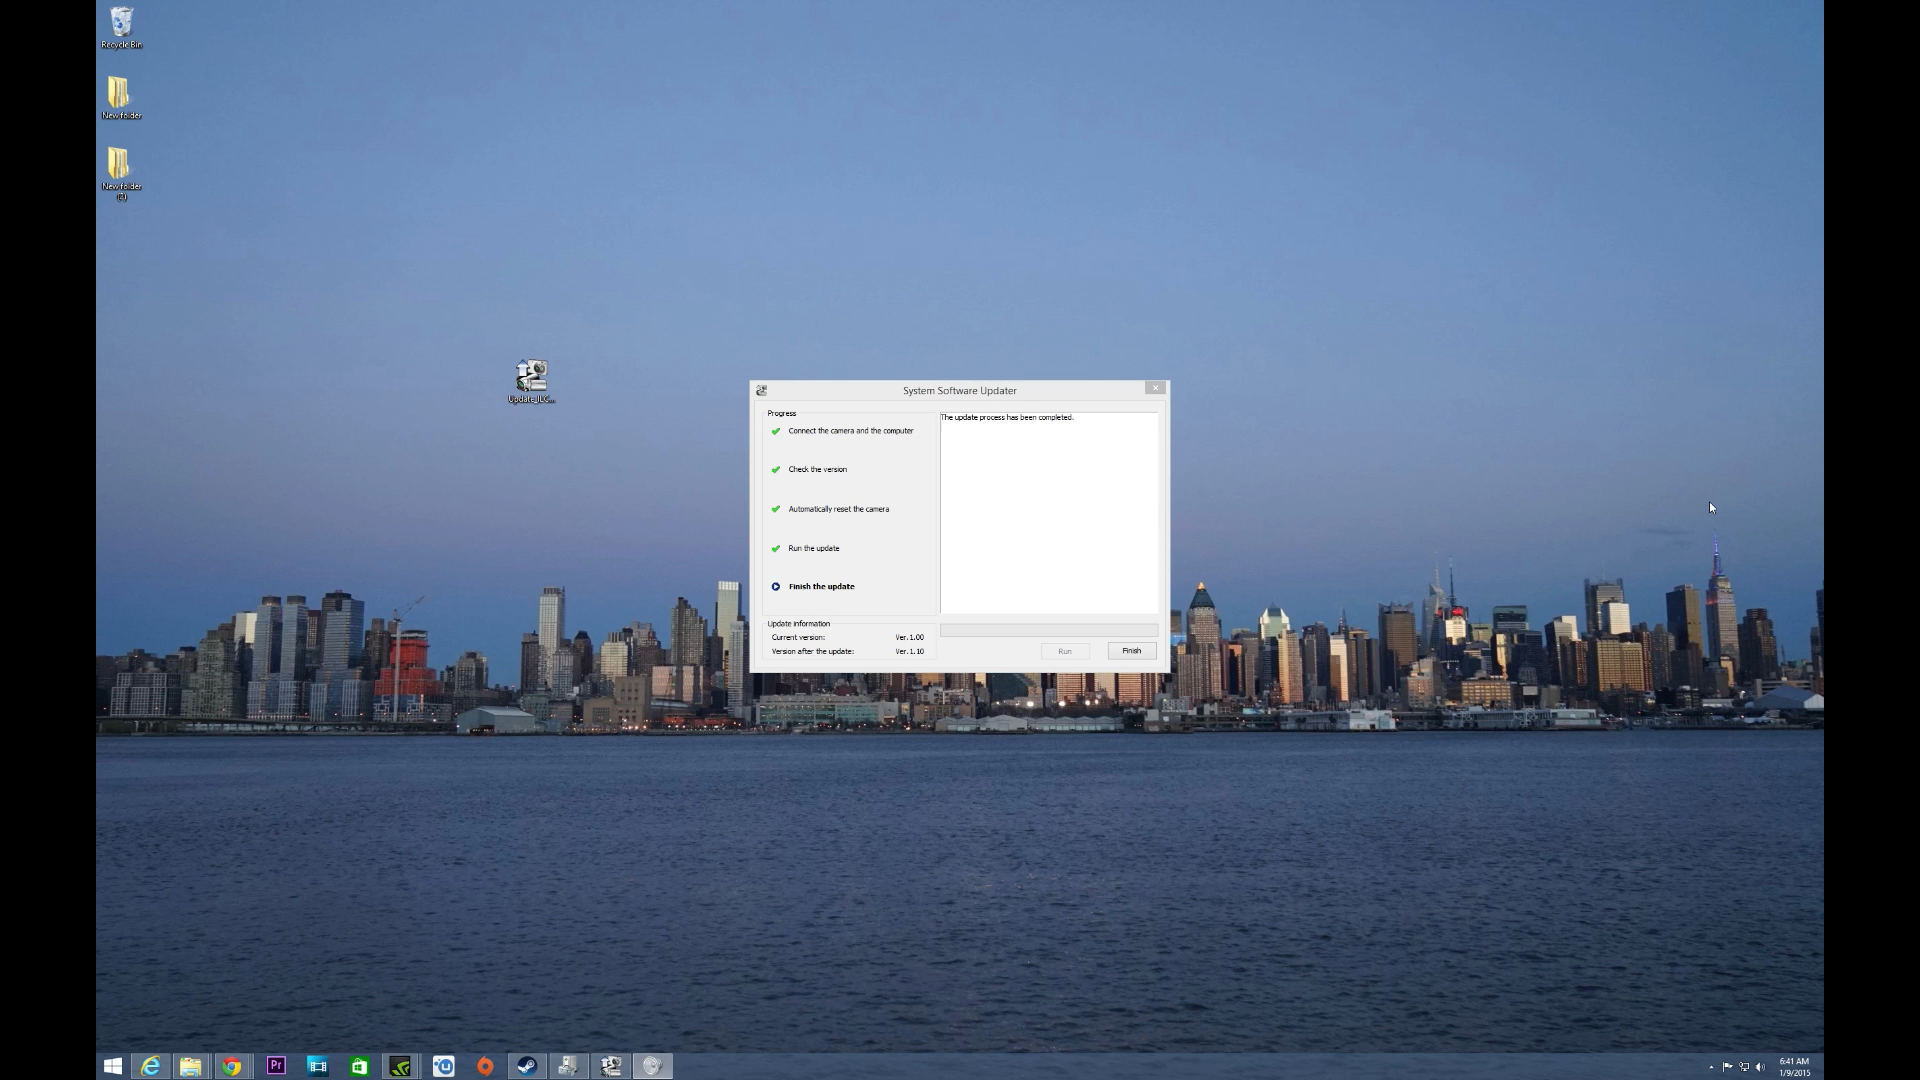 Recycle Bin
New folder
New folder
(2)
Update_ILC...
System Software Updater
Progress
Connect the camera and the computer
Check the version
Automatically reset the camera
Run the update
Finish the update
The update process has been completed.
Update information
Current version: Ver.1.00
Version after the update: Ver.1.10
Run
Finish
Pr
6:41 AM
1/9/2015